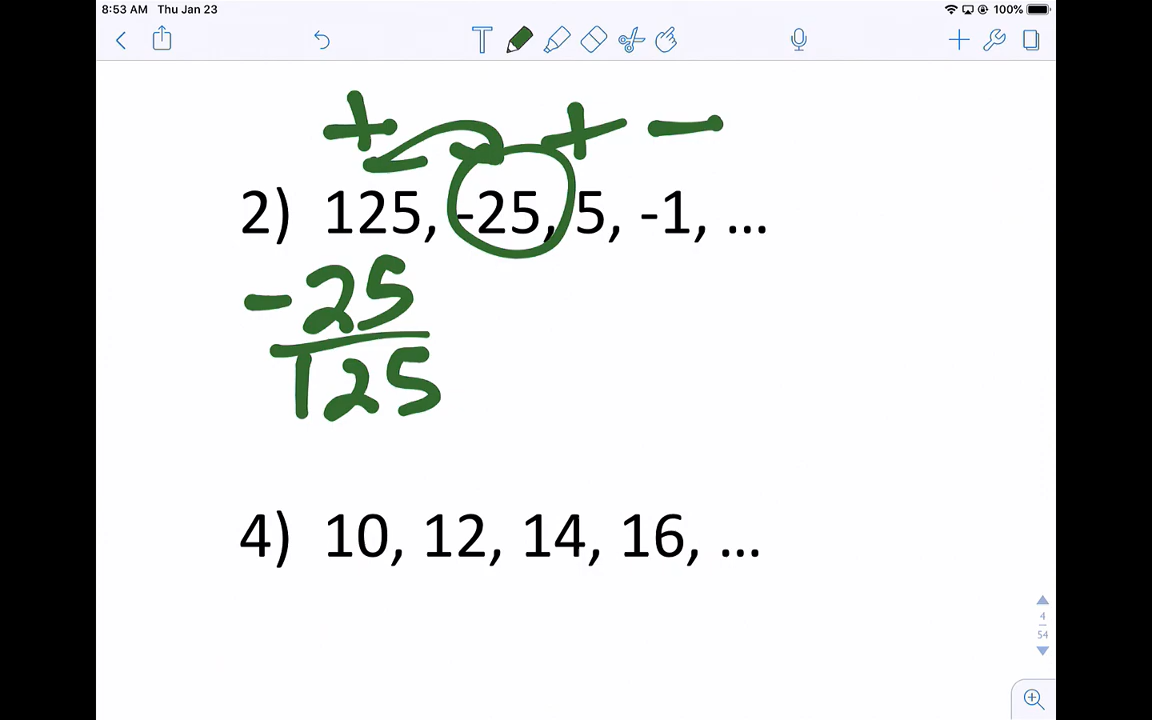 8:53 AM Thu Jan 23 100%
T
+ - + -
2) 125, -25, 5, -1, ...
-25
125
4) 10, 12, 14, 16, ...
4
54